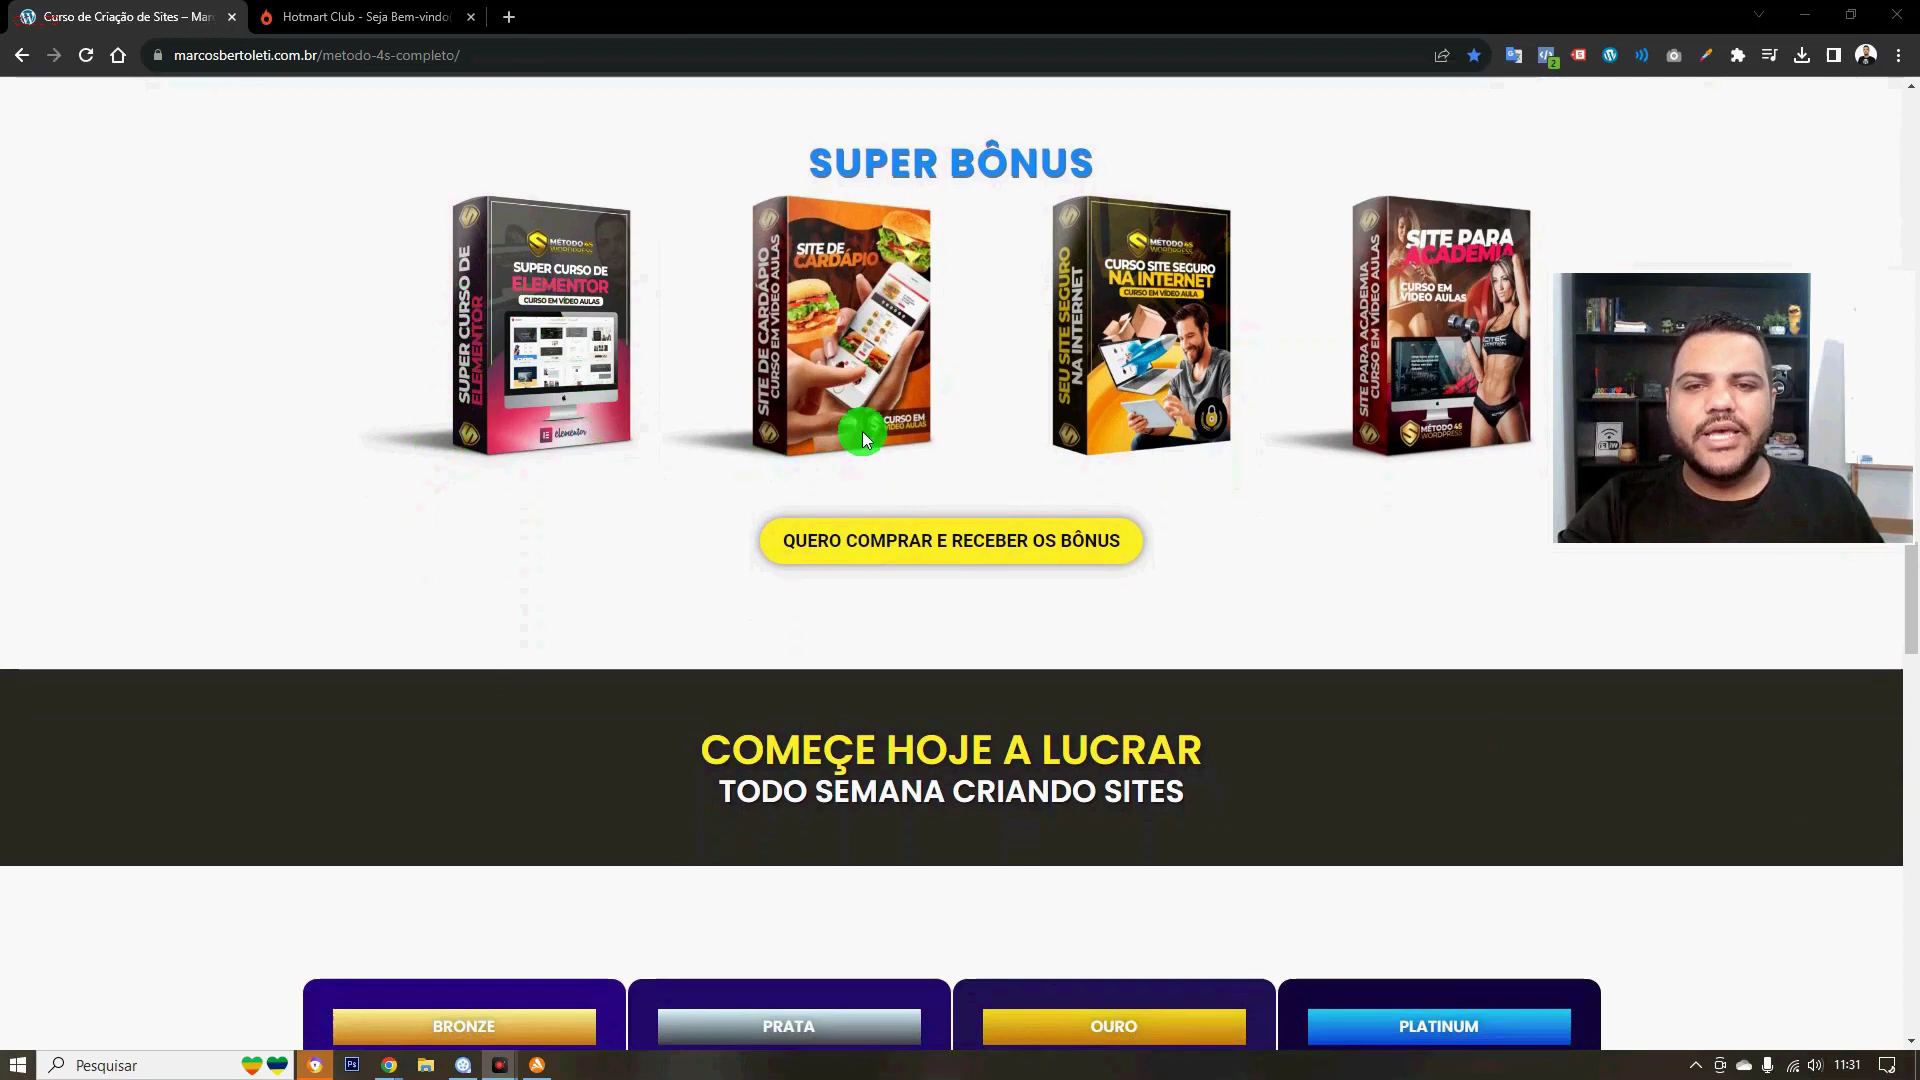 Curso de Criação de Sites – Mar
Hotmart Club - Seja Bem-vindo(
marcosbertoleti.com.br/metodo-4s-completo/
2
SUPER BÔNUS
SUPER CURSO DE
ELEMENTOR
MÉTODO 4S
WORDPRESS
SUPER CURSO DE
ELEMENTOR
CURSO EM VÍDEO AULAS
elementor
SITE DE CARDÁPIO
CURSO EM VÍDEO AULAS
SITE DE
CARDÁPIO
CURSO EM
VÍDEO AULAS
SEU SITE SEGURO
NA INTERNET
MÉTODO 4S
WORDPRESS
CURSO SITE SEGURO
NA INTERNET
CURSO EM VÍDEO AULA
SITE PARA ACADEMIA
CURSO EM VÍDEO AULAS
SITE PARA
ACADEMIA
CURSO EM
VÍDEO AULAS
MÉTODO 4S
WORDPRESS
QUERO COMPRAR E RECEBER OS BÔNUS
COMEÇE HOJE A LUCRAR
TODO SEMANA CRIANDO SITES
BRONZE
PRATA
OURO
PLATINUM
Pesquisar
Ps
11:31